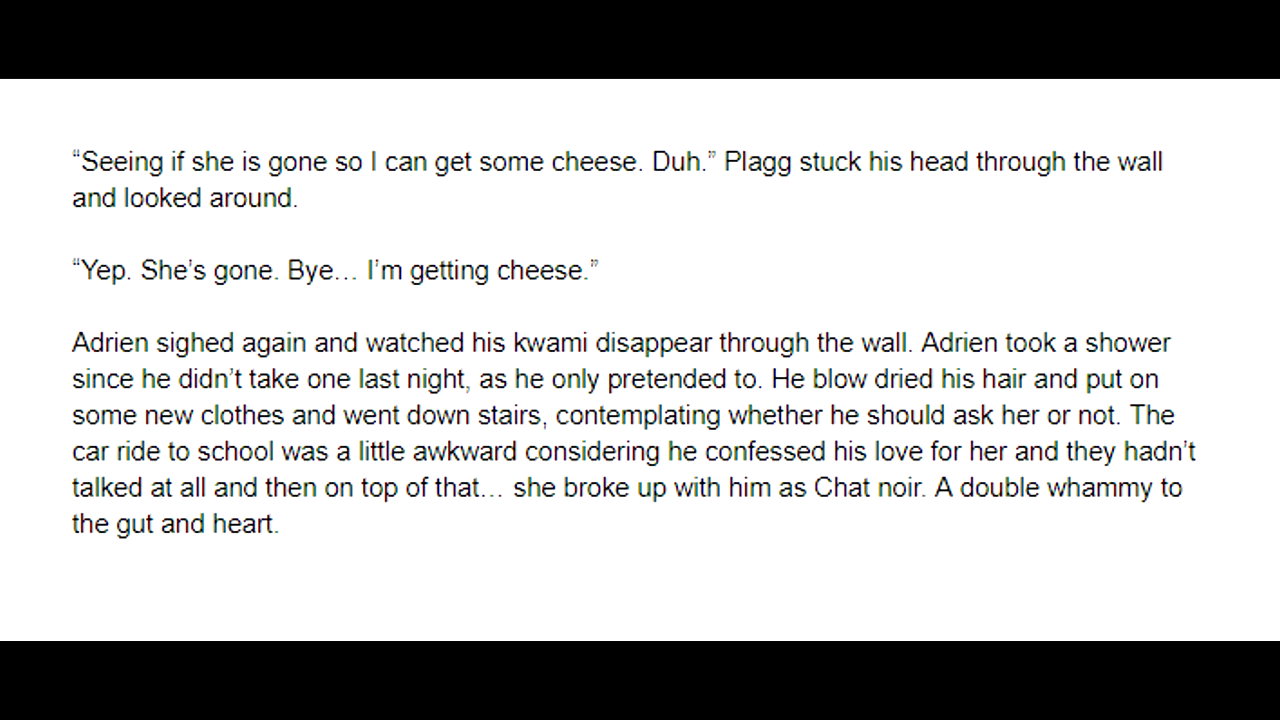 “Seeing if she is gone so I can get some cheese. Duh.” Plagg stuck his head through the wall
and looked around.
“Yep. She’s gone. Bye… I’m getting cheese.”
Adrien sighed again and watched his kwami disappear through the wall. Adrien took a shower
since he didn’t take one last night, as he only pretended to. He blow dried his hair and put on
some new clothes and went down stairs, contemplating whether he should ask her or not. The
car ride to school was a little awkward considering he confessed his love for her and they hadn’t
talked at all and then on top of that… she broke up with him as Chat noir. A double whammy to
the gut and heart.